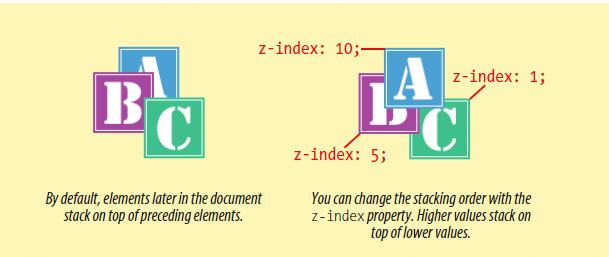 z-index: 10;
z-index: 1;
A
B
C
A
B
C
z-index: 5;
By default, elements later in the document
stack on top of preceding elements.
You can change the stacking order with the
z-index property. Higher values stack on
top of lower values.